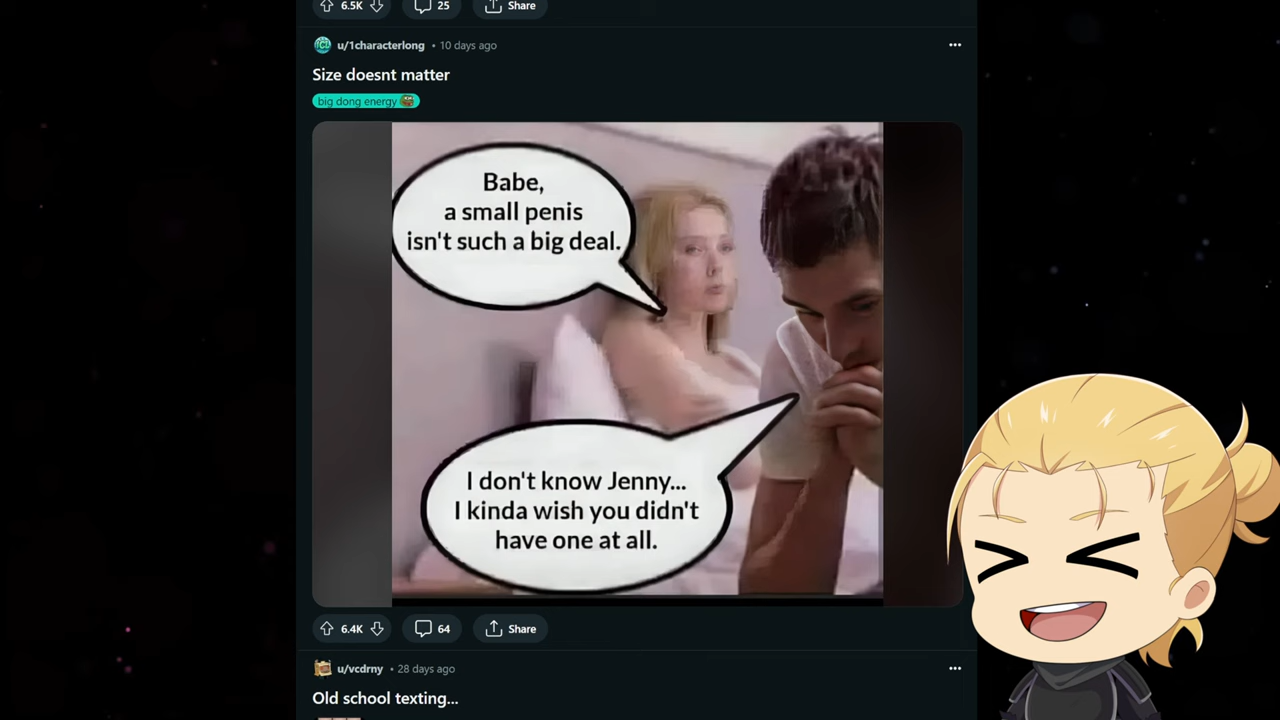 6.5K
25
Share
u/1characterlong • 10 days ago
Size doesnt matter
big dong energy
Babe,
a small penis
isn't such a big deal.
I don't know Jenny...
I kinda wish you didn't
have one at all.
6.4K
64
Share
u/vcdrny • 28 days ago
Old school texting...